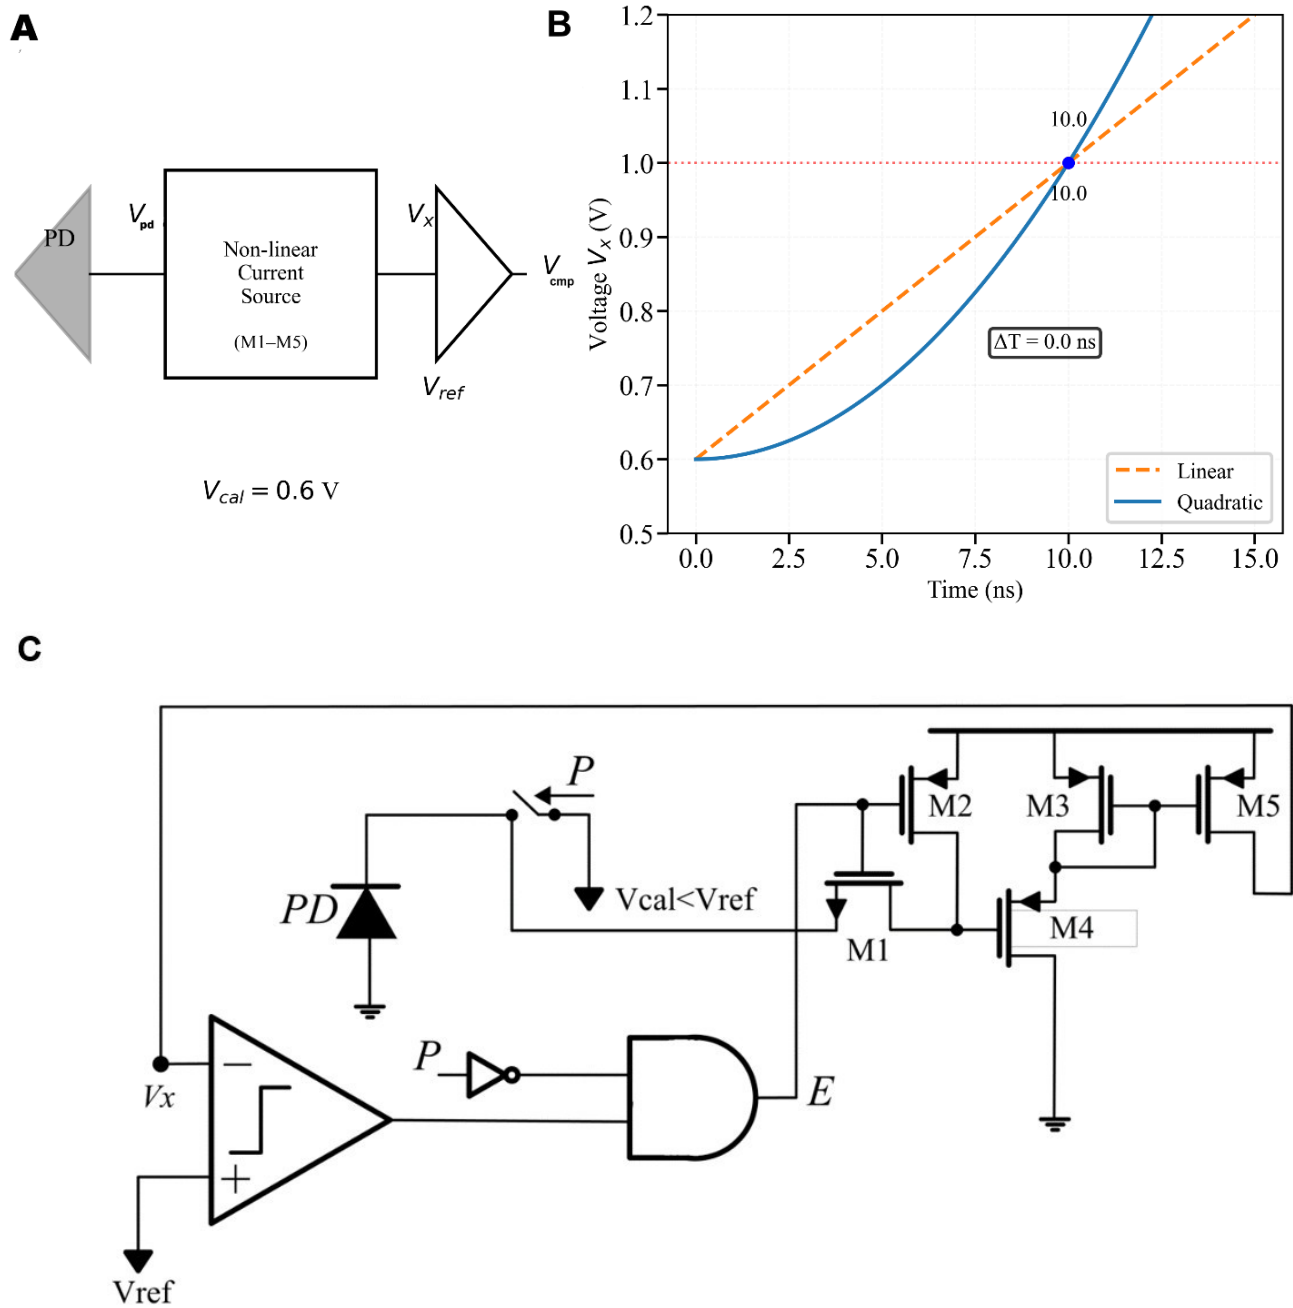 A
PD
V_pd
Non-linear
Current
Source
(M1–M5)
V_x
V_ref
V_cmp
V_cal = 0.6 V
B
1.2
1.1
1.0
0.9
0.8
0.7
0.6
0.5
Voltage V_x (V)
10.0
10.0
ΔT = 0.0 ns
Linear
Quadratic
0.0 2.5 5.0 7.5 10.0 12.5 15.0
Time (ns)
C
P
Vcal<Vref
PD
M1
M2
M3
M4
M5
P
E
Vx
−
+
Vref